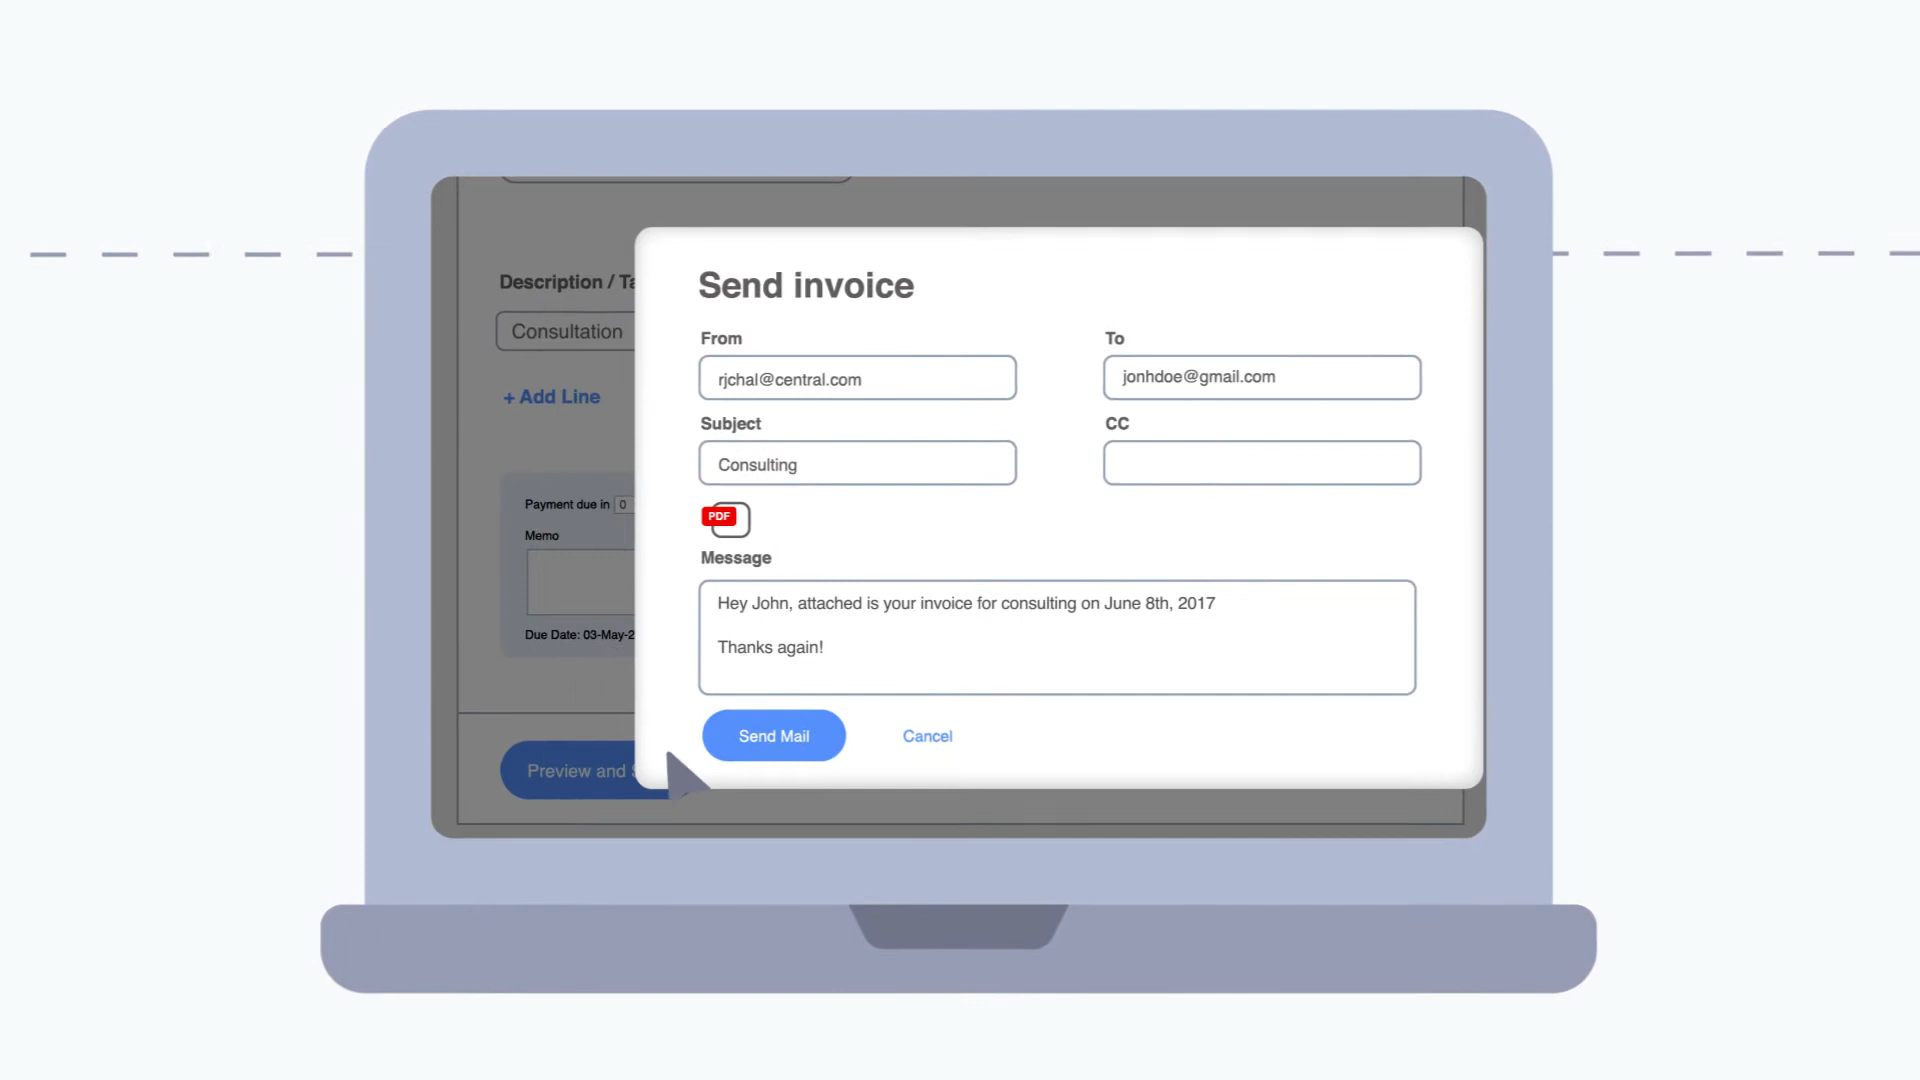 Send invoice
From
To
rjchal@central.com
jonhdoe@gmail.com
Subject
CC
Consulting
PDF
Message
Hey John, attached is your invoice for consulting on June 8th, 2017
Thanks again!
Send Mail
Cancel
Description /
Consultation
+ Add Line
Payment due in 0
Memo
Due Date: 03-May-2
Preview and